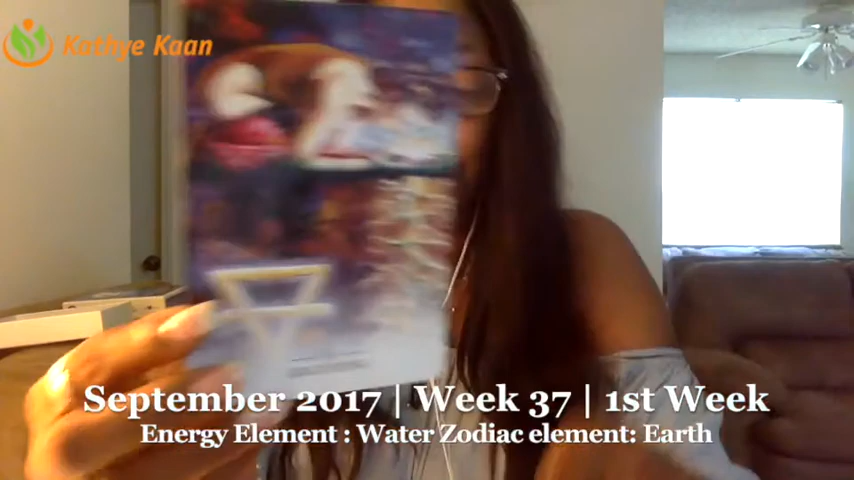 Kathye Kaan
September 2017 | Week 37 | 1st Week
Energy Element : Water Zodiac element: Earth